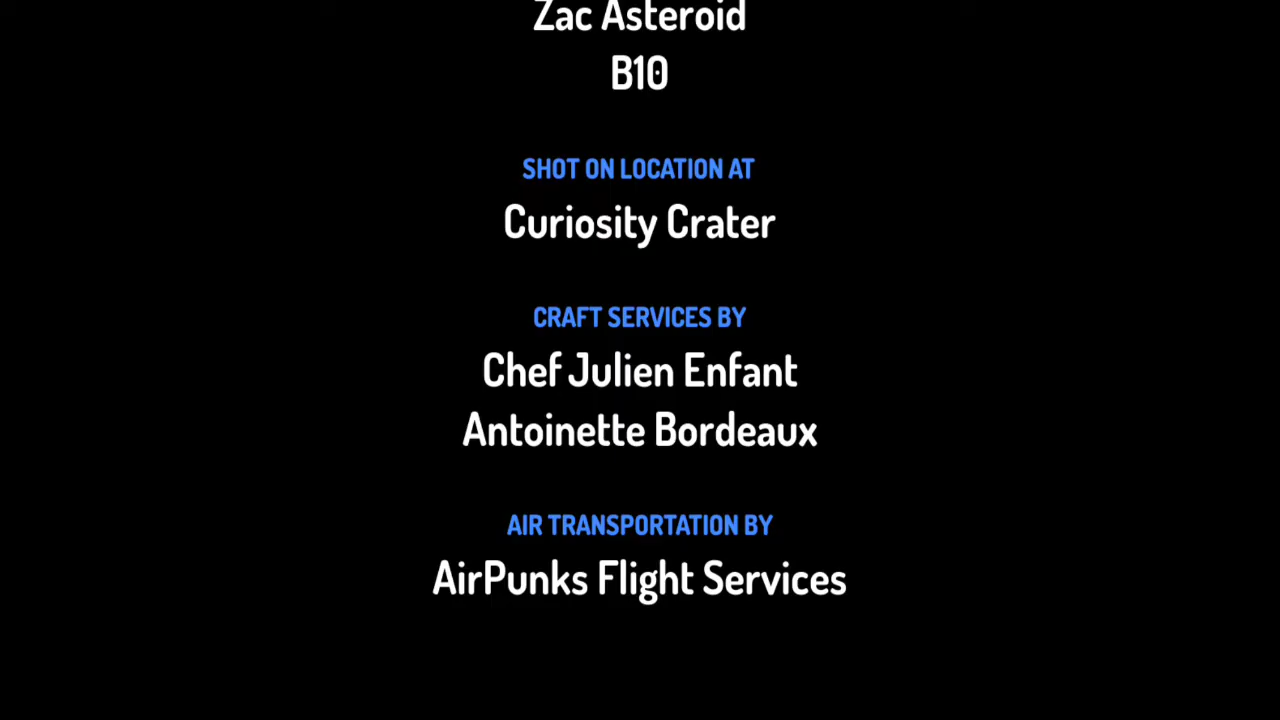 Zac Asteroid
B10
SHOT ON LOCATION AT
Curiosity Crater
CRAFT SERVICES BY
Chef Julien Enfant
Antoinette Bordeaux
AIR TRANSPORTATION BY
AirPunks Flight Services